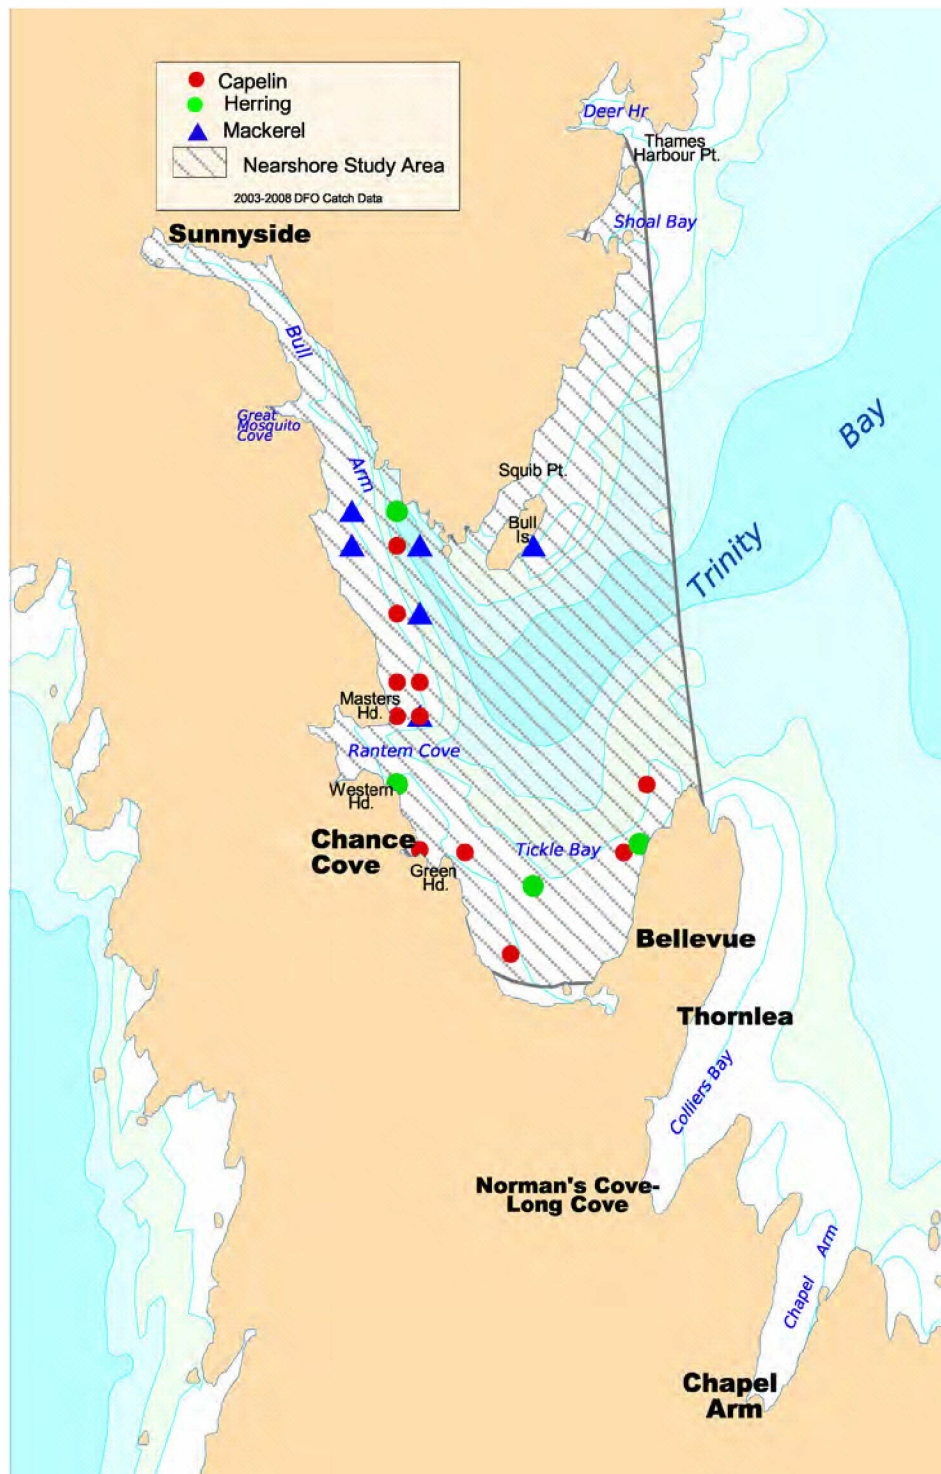 Capelin
Herring
Mackerel
Nearshore Study Area
2003-2008 DFO Catch Data
Deer Hr
Thames
Harbour Pt.
Shoal Bay
Sunnyside
Bull
Arm
Great
Mosquito
Cove
Bay
Trinity
Squib Pt.
Bull
Is.
Masters
Hd.
Rantem Cove
Western
Hd.
Chance
Cove
Green
Hd.
Tickle Bay
Bellevue
Thornlea
Colliers Bay
Norman's Cove-
Long Cove
Chapel Arm
Chapel
Arm